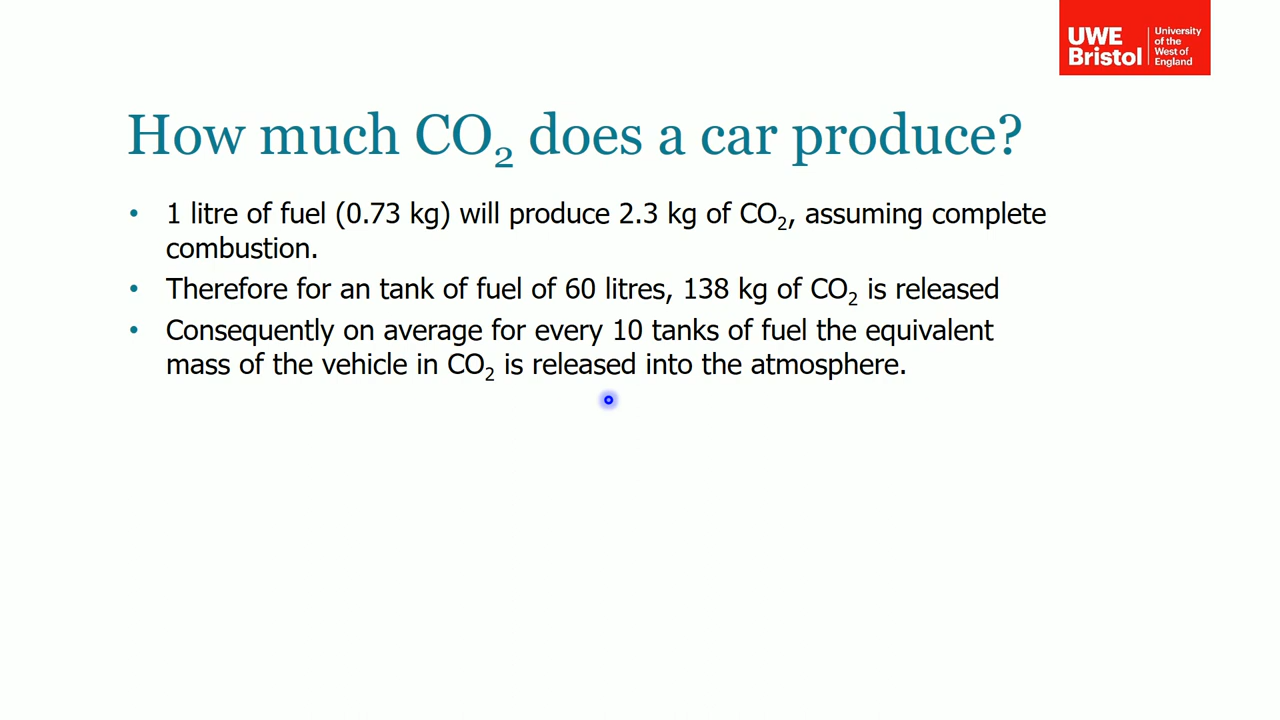 UWE Bristol
University of the West of England
How much CO₂ does a car produce?
• 1 litre of fuel (0.73 kg) will produce 2.3 kg of CO₂, assuming complete
combustion.
• Therefore for an tank of fuel of 60 litres, 138 kg of CO₂ is released
• Consequently on average for every 10 tanks of fuel the equivalent
mass of the vehicle in CO₂ is released into the atmosphere.